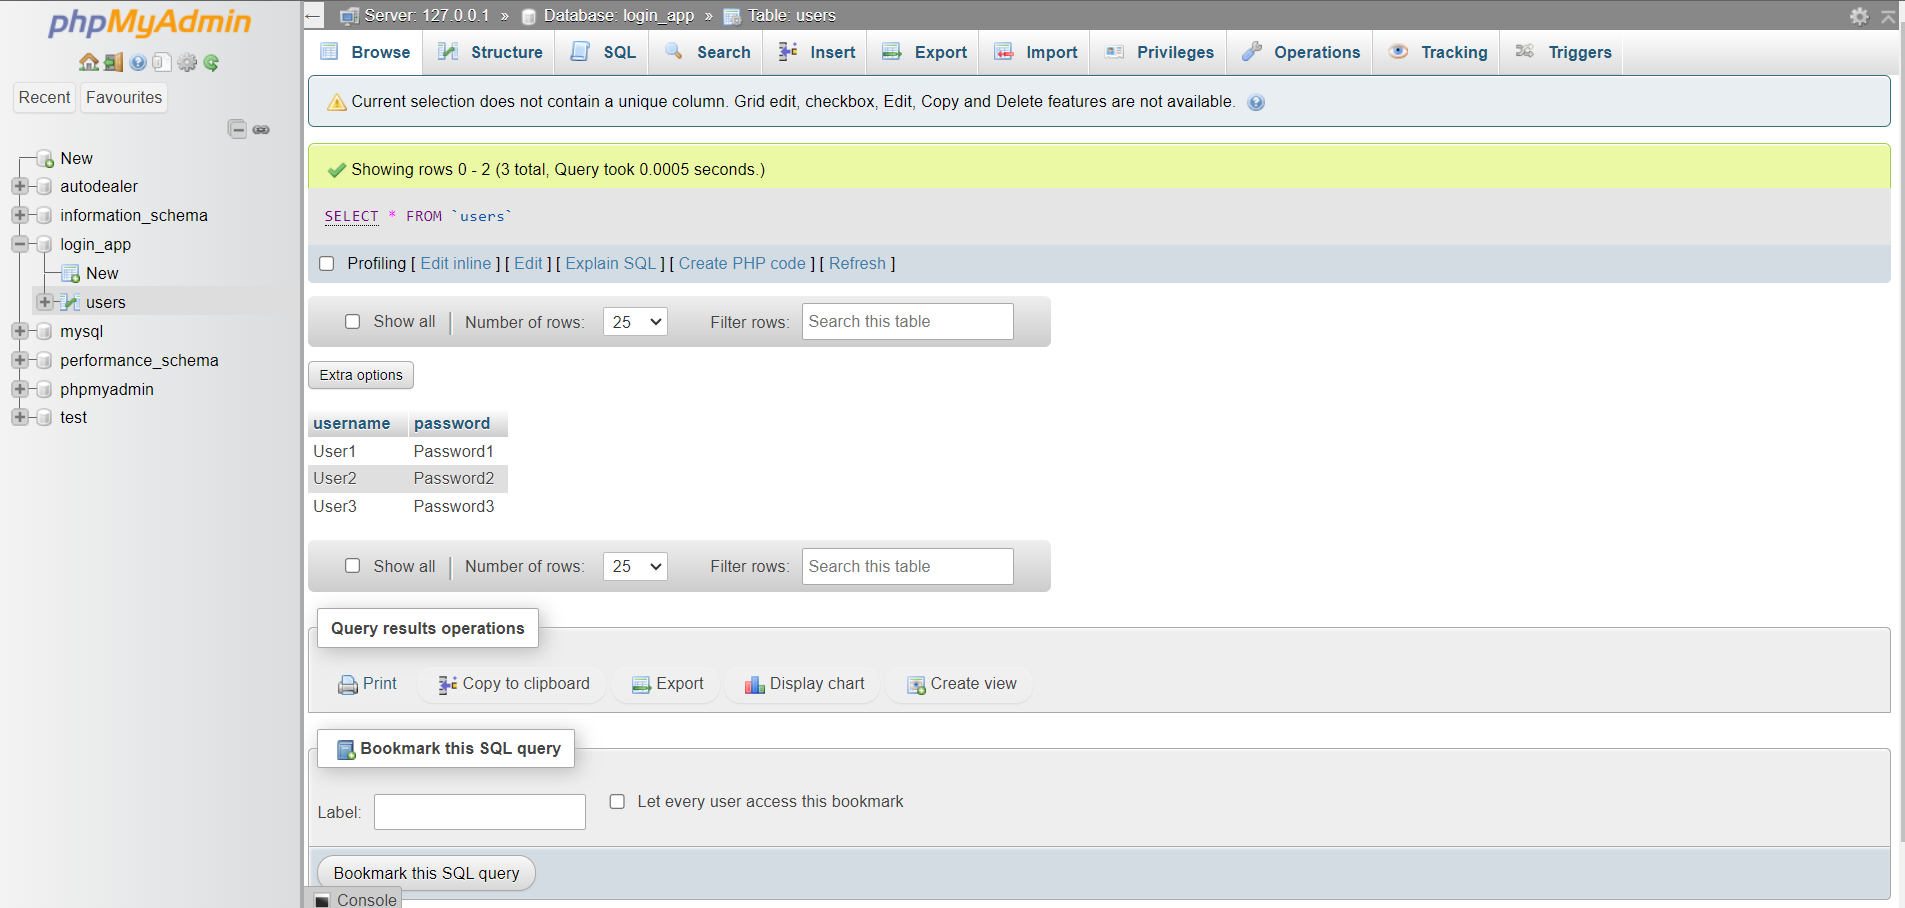 phpMyAdmin
Recent Favourites
New
autodealer
information_schema
login_app
New
users
mysql
performance_schema
phpmyadmin
test
← Server: 127.0.0.1 » Database: login_app » Table: users
Browse Structure SQL Search Insert Export Import Privileges Operations Tracking Triggers
Current selection does not contain a unique column. Grid edit, checkbox, Edit, Copy and Delete features are not available.
Showing rows 0 - 2 (3 total, Query took 0.0005 seconds.)
SELECT * FROM `users`
Profiling [ Edit inline ] [ Edit ] [ Explain SQL ] [ Create PHP code ] [ Refresh ]
Show all | Number of rows: 25 Filter rows: Search this table
Extra options
username password
User1 Password1
User2 Password2
User3 Password3
Show all | Number of rows: 25 Filter rows: Search this table
Query results operations
Print Copy to clipboard Export Display chart Create view
Bookmark this SQL query
Label: Let every user access this bookmark
Bookmark this SQL query
Console